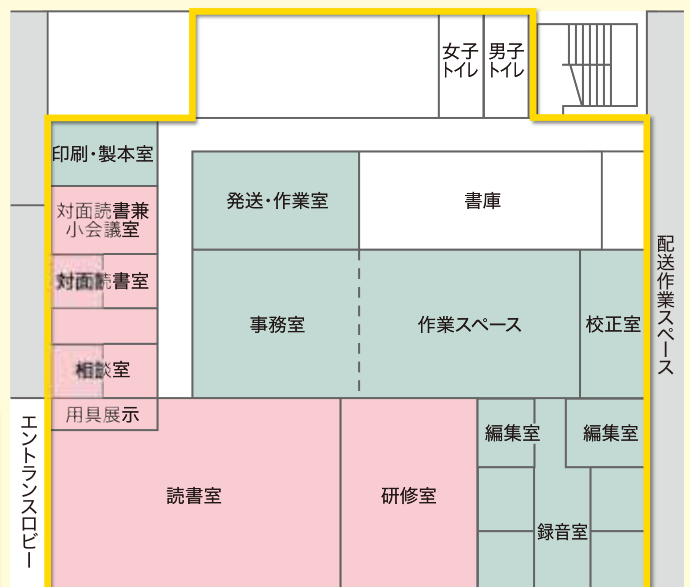 女子
トイレ
男子
トイレ
印刷・製本室
対面読書兼
小会議室
対面読書室
相談室
用具展示
発送・作業室
書庫
事務室
作業スペース
校正室
配送作業スペース
エントランスロビー
読書室
研修室
編集室
編集室
録音室